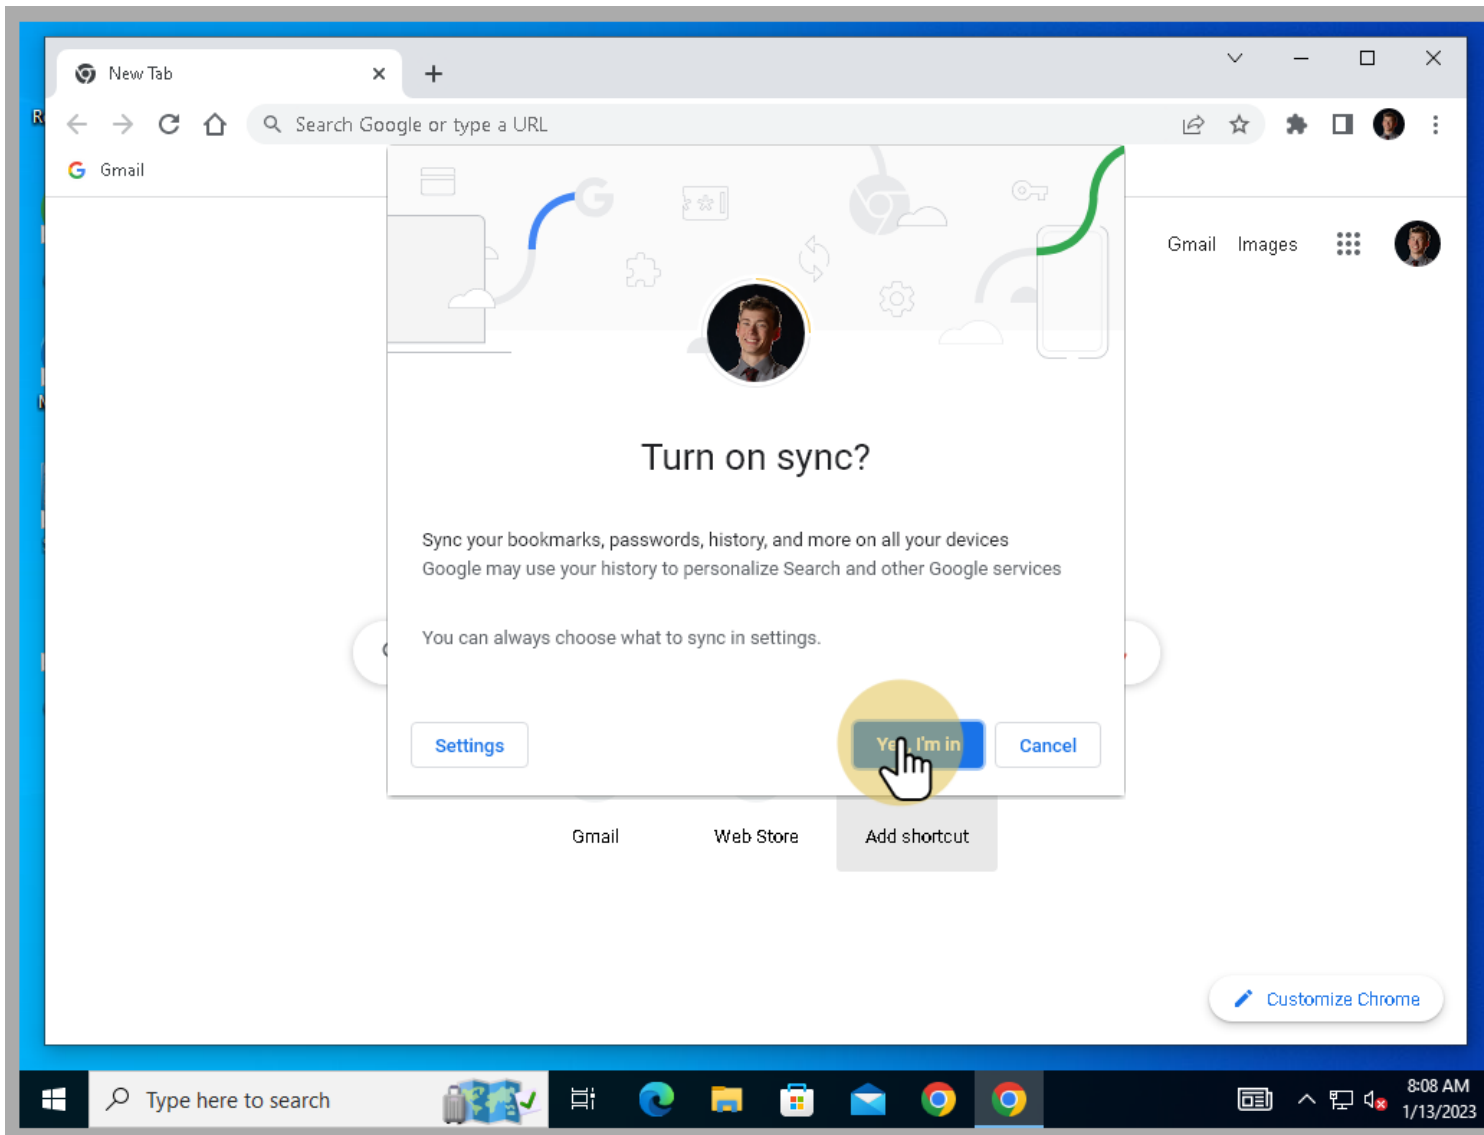 New Tab
Search Google or type a URL
Gmail
Gmail Images
Turn on sync?
Sync your bookmarks, passwords, history, and more on all your devices
Google may use your history to personalize Search and other Google services
You can always choose what to sync in settings.
Settings
I'm in
Cancel
Gmail
Web Store
Add shortcut
Customize Chrome
Type here to search
8:08 AM
1/13/2023